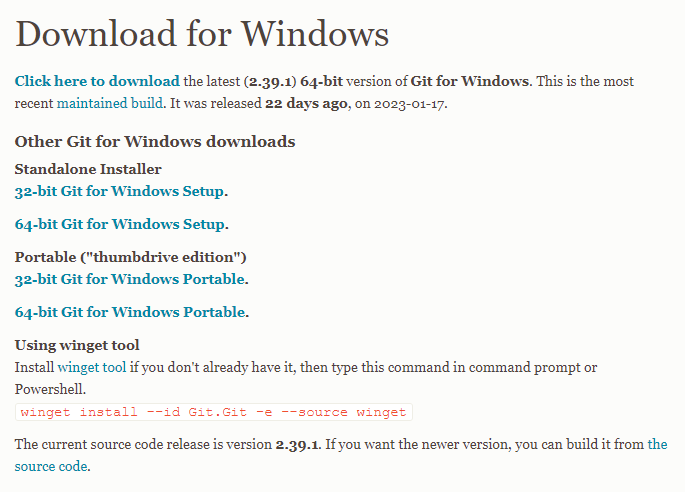 Download for Windows
Click here to download the latest (2.39.1) 64-bit version of Git for Windows. This is the most
recent maintained build. It was released 22 days ago, on 2023-01-17.
Other Git for Windows downloads
Standalone Installer
32-bit Git for Windows Setup.
64-bit Git for Windows Setup.
Portable ("thumbdrive edition")
32-bit Git for Windows Portable.
64-bit Git for Windows Portable.
Using winget tool
Install winget tool if you don't already have it, then type this command in command prompt or
Powershell.
winget install --id Git.Git -e --source winget
The current source code release is version 2.39.1. If you want the newer version, you can build it from the
source code.